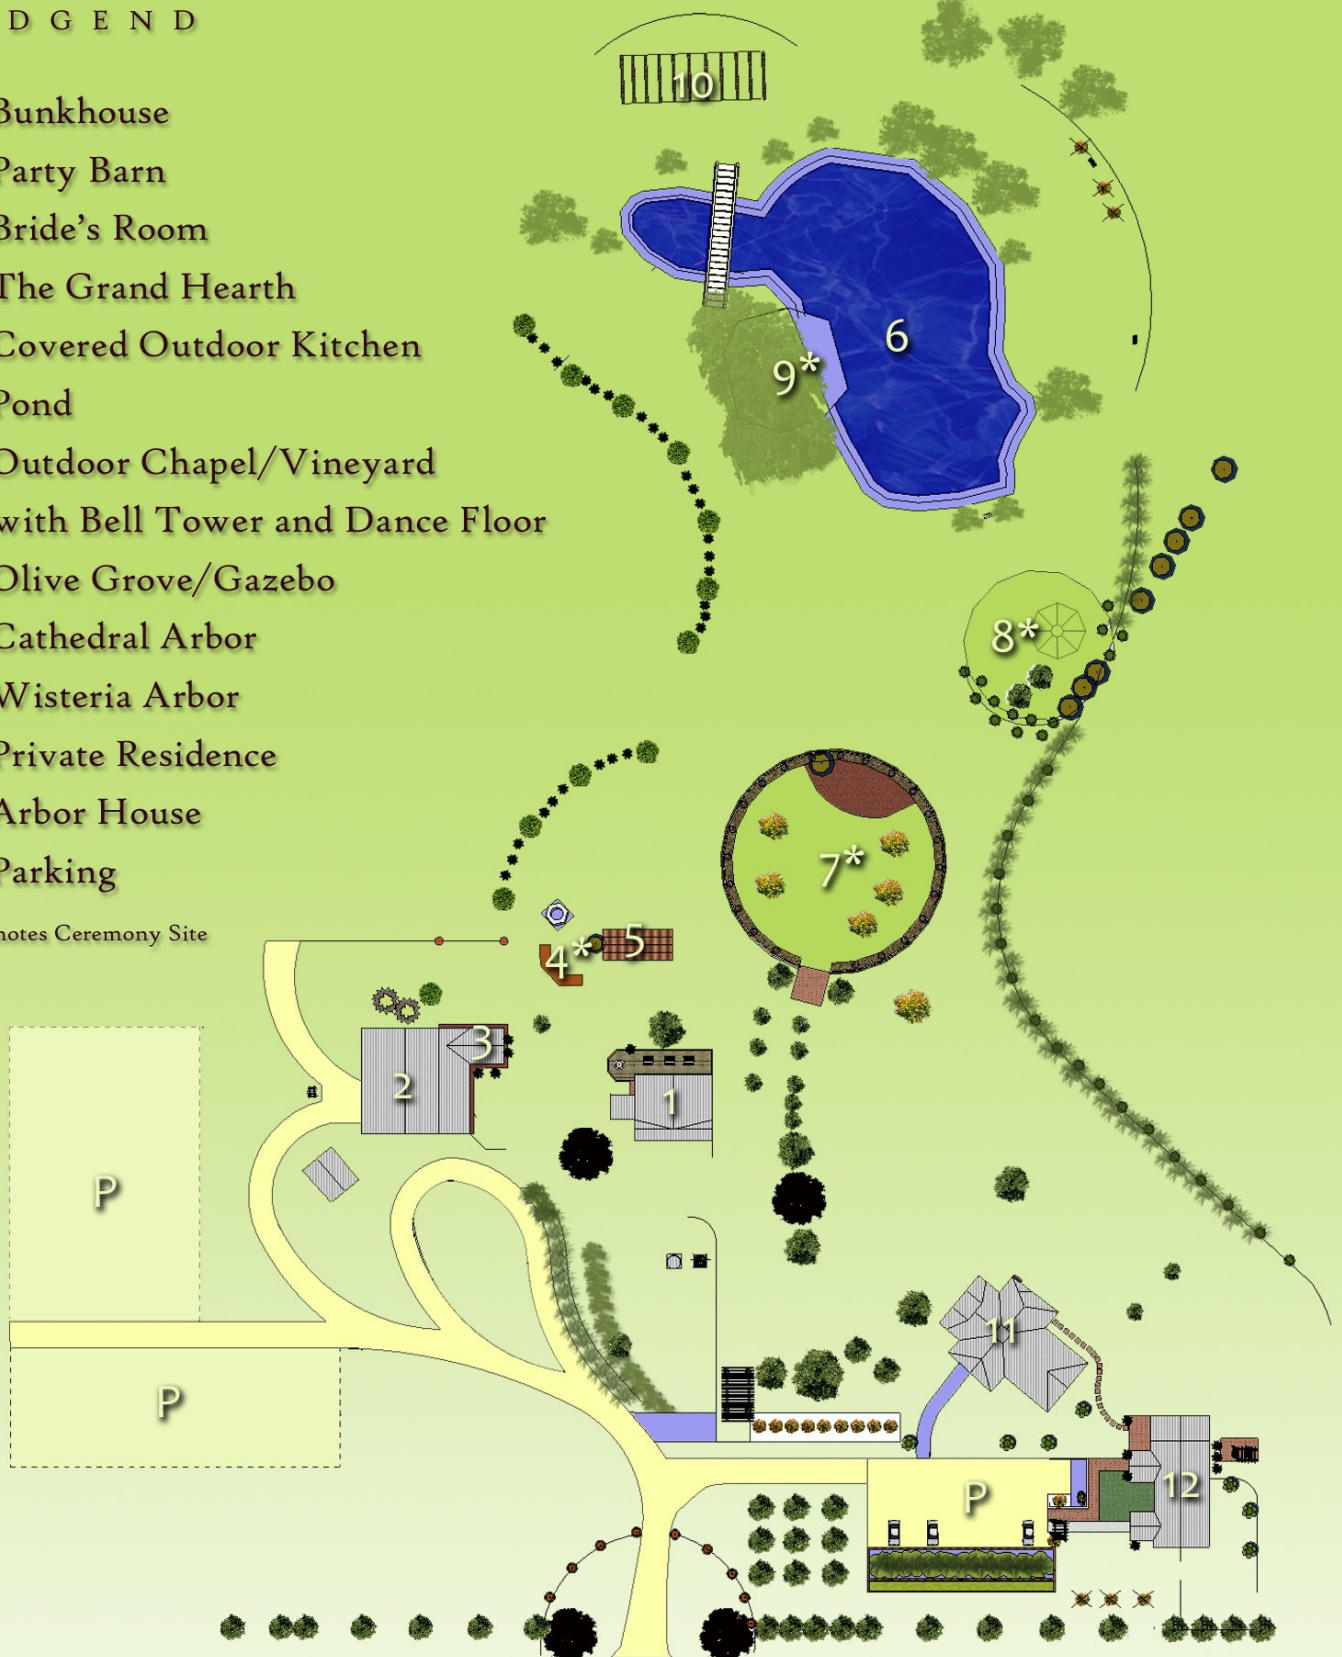 D G E N D
Bunkhouse
Party Barn
Bride's Room
The Grand Hearth
Covered Outdoor Kitchen
Pond
Outdoor Chapel/Vineyard
with Bell Tower and Dance Floor
Olive Grove/Gazebo
Cathedral Arbor
Wisteria Arbor
Private Residence
Arbor House
Parking
notes Ceremony Site
10
6
9*
8*
7*
5
4*
3
2
1
P
P
11
P
12